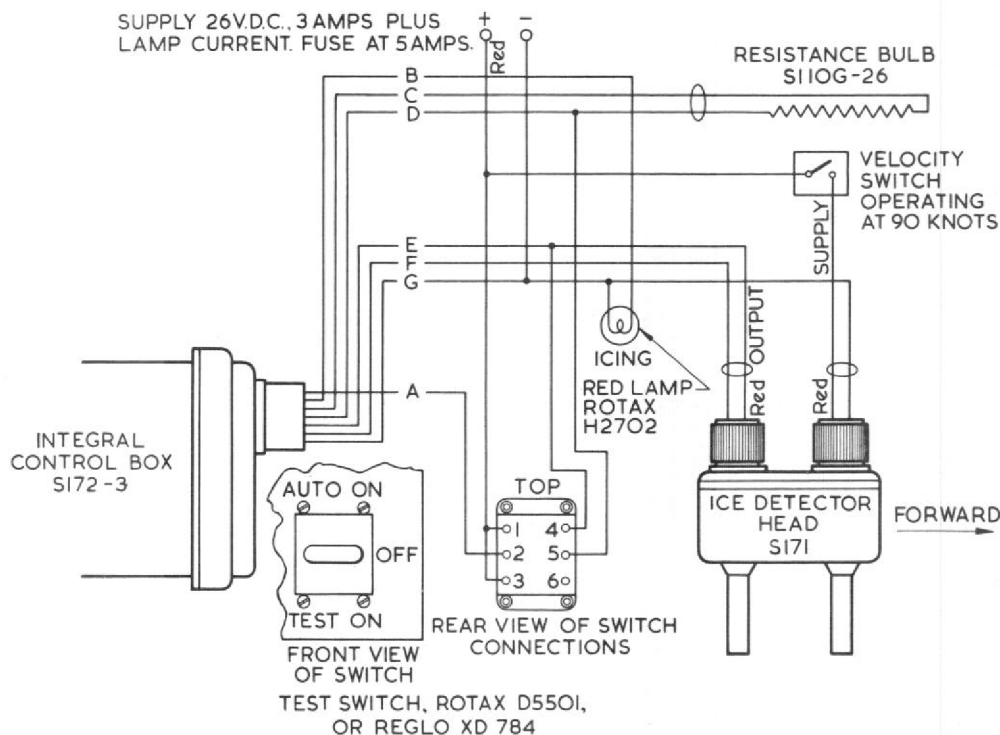 SUPPLY 26V.D.C., 3 AMPS PLUS
LAMP CURRENT. FUSE AT 5 AMPS.
+
-
Red
B
C
D
RESISTANCE BULB
S110G-26
VELOCITY
SWITCH
OPERATING
AT 90 KNOTS
SUPPLY
E
F
G
OUTPUT
ICING
RED LAMP
ROTAX
H2702
Red
Red
A
INTEGRAL
CONTROL BOX
S172-3
AUTO ON
OFF
TEST ON
FRONT VIEW
OF SWITCH
TOP
1 4
2 5
3 6
REAR VIEW OF SWITCH
CONNECTIONS
ICE DETECTOR
HEAD
S171
FORWARD
TEST SWITCH, ROTAX D5501,
OR REGLO XD 784